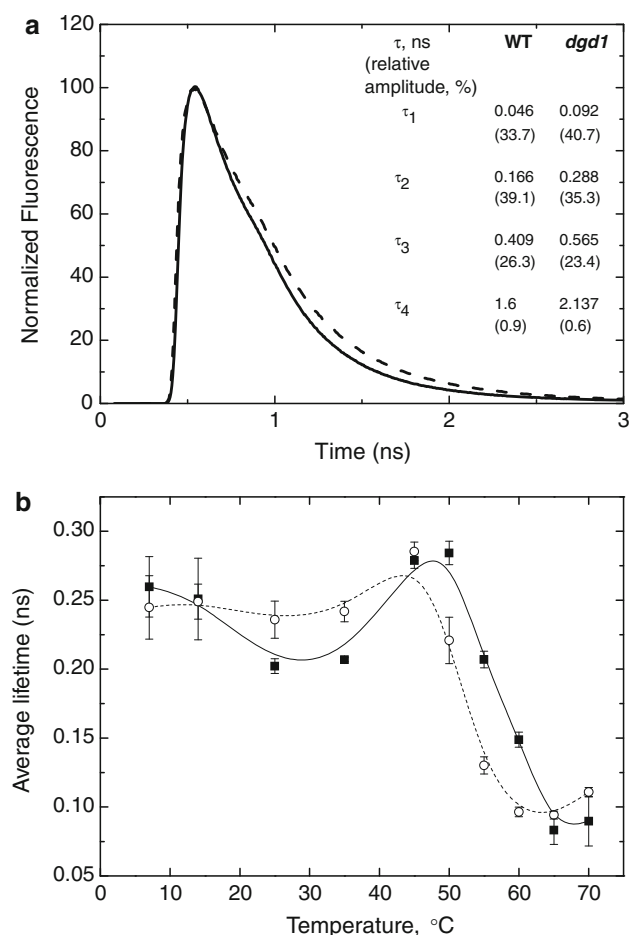 a
τ, ns WT dgd1
(relative
amplitude, %)
τ1 0.046 0.092
(33.7) (40.7)
τ2 0.166 0.288
(39.1) (35.3)
τ3 0.409 0.565
(26.3) (23.4)
τ4 1.6 2.137
(0.9) (0.6)
120
100
80
60
40
20
0
Normalized Fluorescence
0 1 2 3
Time (ns)
b
0.30
0.25
0.20
0.15
0.10
0.05
Average lifetime (ns)
0 10 20 30 40 50 60 70
Temperature, °C